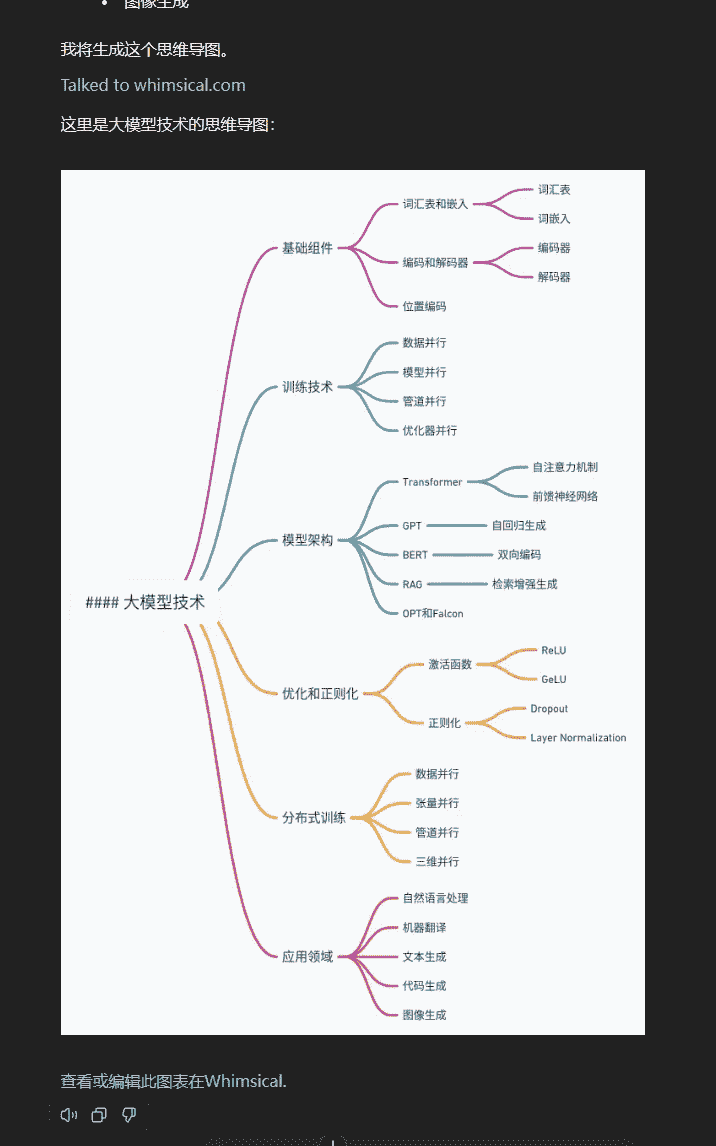 图像生成
我将生成这个思维导图。
Talked to whimsical.com
这里是大模型技术的思维导图:
#### 大模型技术
基础组件
词汇表和嵌入
词汇表
词嵌入
编码和解码器
编码器
解码器
位置编码
训练技术
数据并行
模型并行
管道并行
优化器并行
模型架构
Transformer
自注意力机制
前馈神经网络
GPT
自回归生成
BERT
双向编码
RAG
检索增强生成
OPT和Falcon
优化和正则化
激活函数
ReLU
GeLU
正则化
Dropout
Layer Normalization
分布式训练
数据并行
张量并行
管道并行
三维并行
应用领域
自然语言处理
机器翻译
文本生成
代码生成
图像生成
查看或编辑此图表在Whimsical.